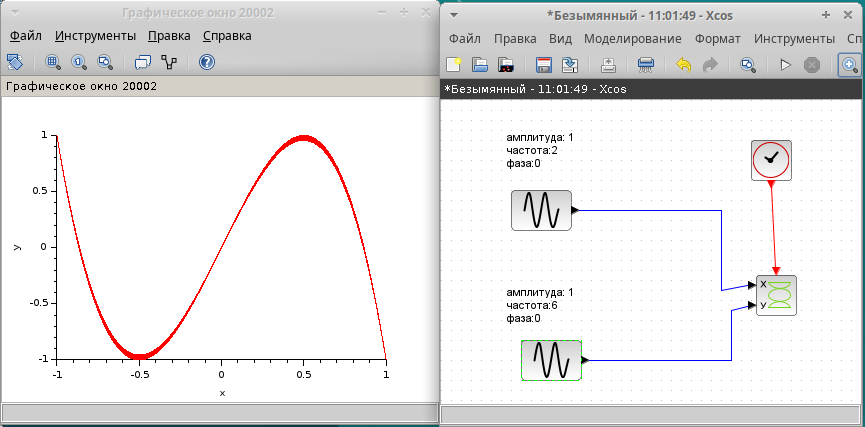 Графическое окно 20002
Файл Инструменты Правка Справка
Графическое окно 20002
1
0.5
0
-0.5
-1
y
-1 -0.5 0 0.5 1
x
*Безымянный - 11:01:49 - Xcos
Файл Правка Вид Моделирование Формат Инструменты Сп
*Безымянный - 11:01:49 - Xcos
амплитуда: 1
частота:2
фаза:0
амплитуда: 1
частота:6
фаза:0
X
У